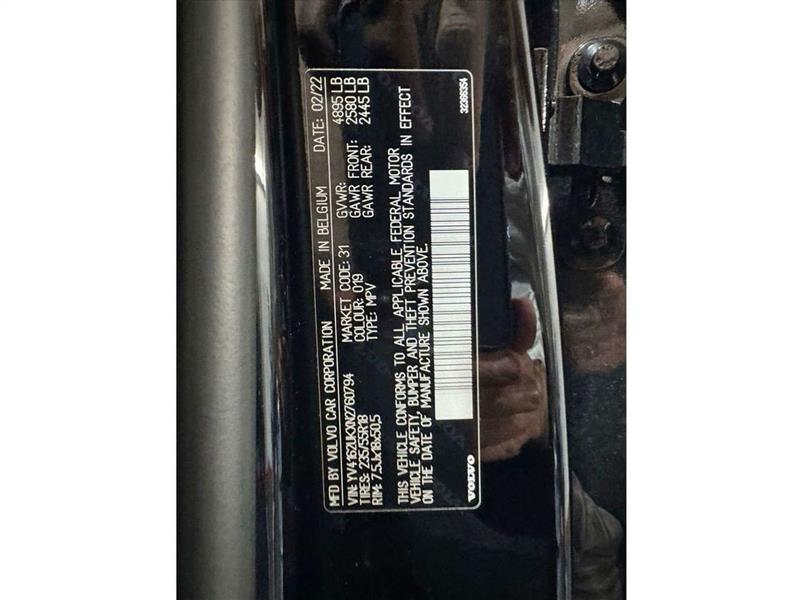 MFD BY VOLVO CAR CORPORATION MADE IN BELGIUM DATE: 02/22
VIN: YV4162UKXN2760794 MARKET CODE: 31 GVWR: 4895 LB
TIRES: 235/55R18 COLOUR: 019 GAWR FRONT: 2580 LB
RIM: 7.5Jx18x50,5 TYPE: MPV GAWR REAR: 2445 LB
THIS VEHICLE CONFORMS TO ALL APPLICABLE FEDERAL MOTOR
VEHICLE SAFETY, BUMPER AND THEFT PREVENTION STANDARDS IN EFFECT
ON THE DATE OF MANUFACTURE SHOWN ABOVE.
VOLVO 32366354